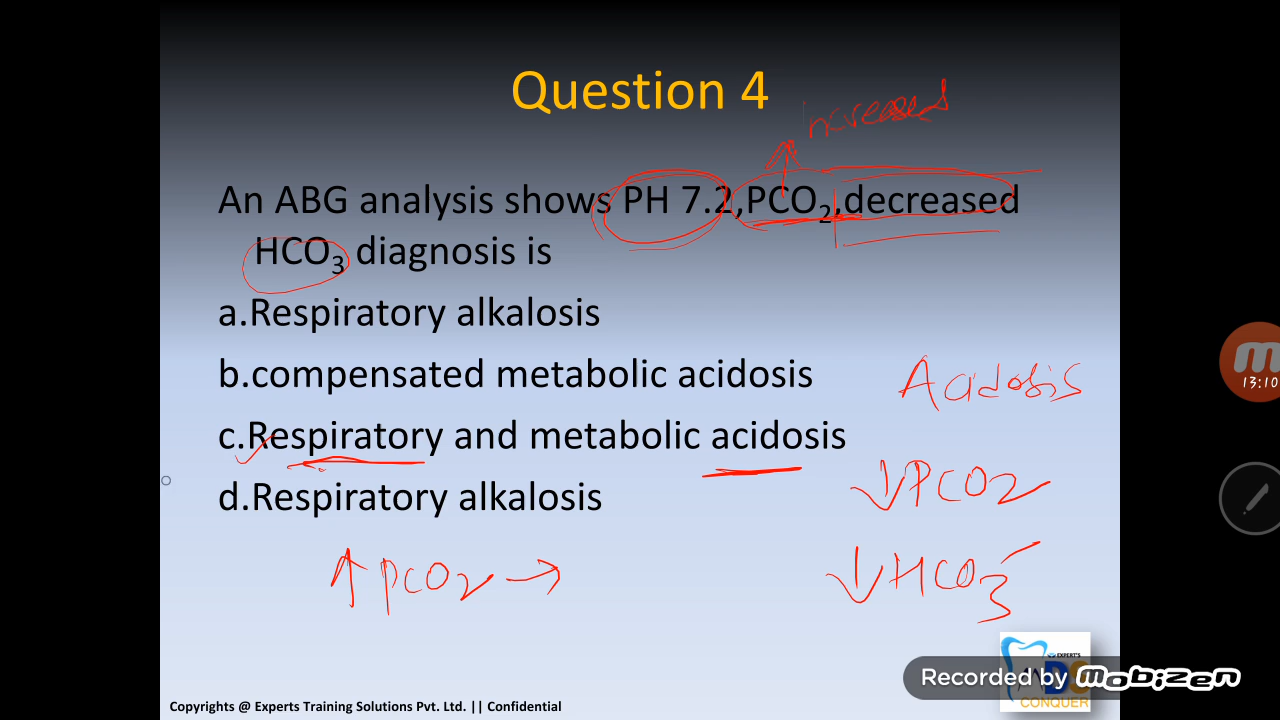 Question 4
increased
An ABG analysis shows PH 7.2,PCO2,decreased
HCO3 diagnosis is
a.Respiratory alkalosis
b.compensated metabolic acidosis
Acidosis
c.Respiratory and metabolic acidosis
↓PCO2
d.Respiratory alkalosis
↑PCO2→
↓HCO3⁻
13:10
EXPERT'S
NDC
CONQUER
Recorded by mobizen
Copyrights @ Experts Training Solutions Pvt. Ltd. || Confidential